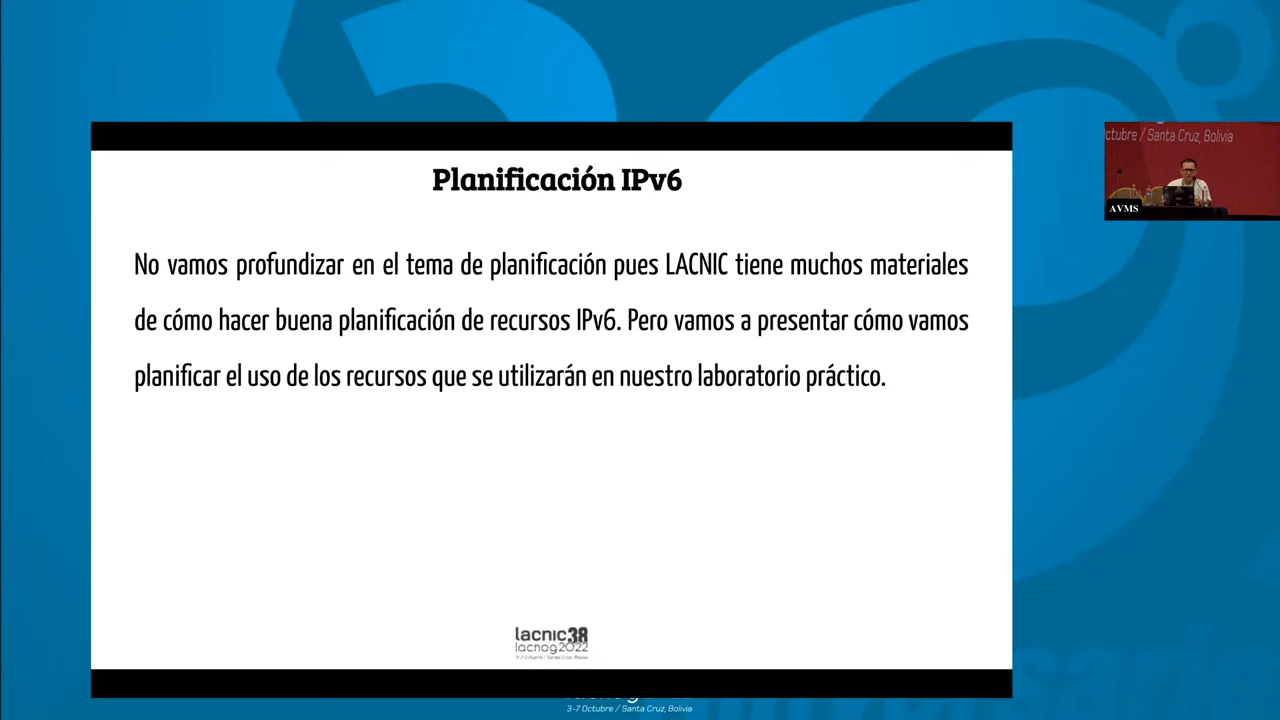 Planificación IPv6
No vamos profundizar en el tema de planificación pues LACNIC tiene muchos materiales
de cómo hacer buena planificación de recursos IPv6. Pero vamos a presentar cómo vamos
planificar el uso de los recursos que se utilizarán en nuestro laboratorio práctico.
ctubre / Santa Cruz, Bolivia
AVMS
lacnic38
lacnog2022
3-7 Octubre / Santa Cruz, Bolivia